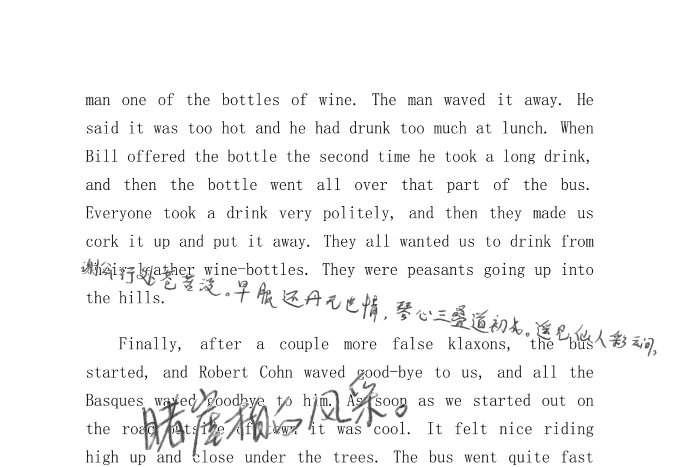 man one of the bottles of wine. The man waved it away. He
said it was too hot and he had drunk too much at lunch. When
Bill offered the bottle the second time he took a long drink,
and then the bottle went all over that part of the bus.
Everyone took a drink very politely, and then they made us
cork it up and put it away. They all wanted us to drink from
their leather wine-bottles. They were peasants going up into
谢公行处苍苔没。早服还丹无世情，琴心三叠道初成。遥见仙人彩云间，
the hills.
Finally, after a couple more false klaxons, the bus
started, and Robert Cohn waved good-bye to us, and all the
Basques waved goodbye to him. As soon as we started out on
睹崖相台风采。
the road outside of town it was cool. It felt nice riding
high up and close under the trees. The bus went quite fast